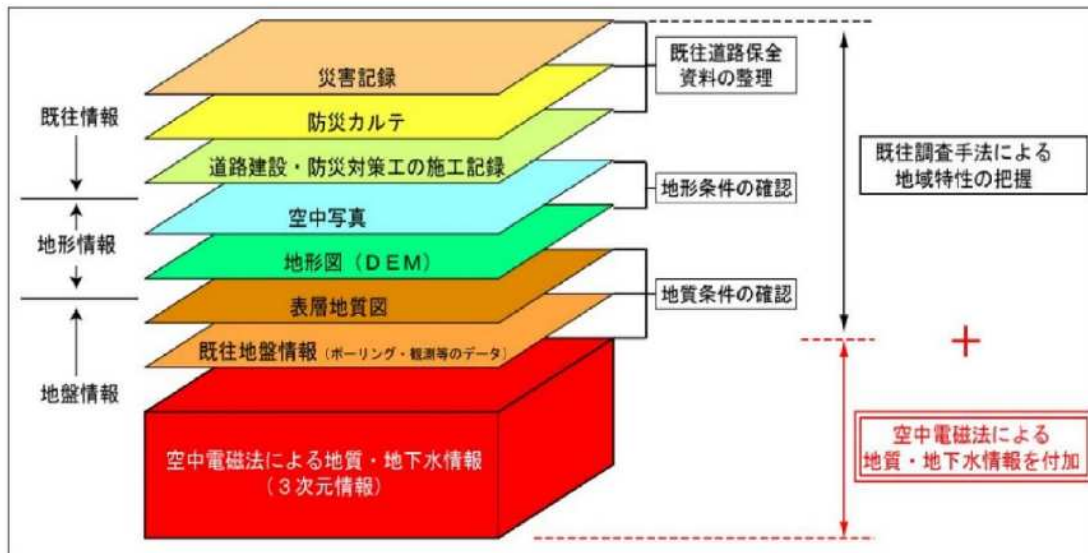 災害記録
防災カルテ
道路建設・防災対策工の施工記録
空中写真
地形図（ＤＥＭ）
表層地質図
既往地盤情報（ボーリング・観測等のデータ）
空中電磁法による地質・地下水情報
（３次元情報）
既往情報
地形情報
地盤情報
既往道路保全
資料の整理
地形条件の確認
地質条件の確認
既往調査手法による
地域特性の把握
＋
空中電磁法による
地質・地下水情報を付加